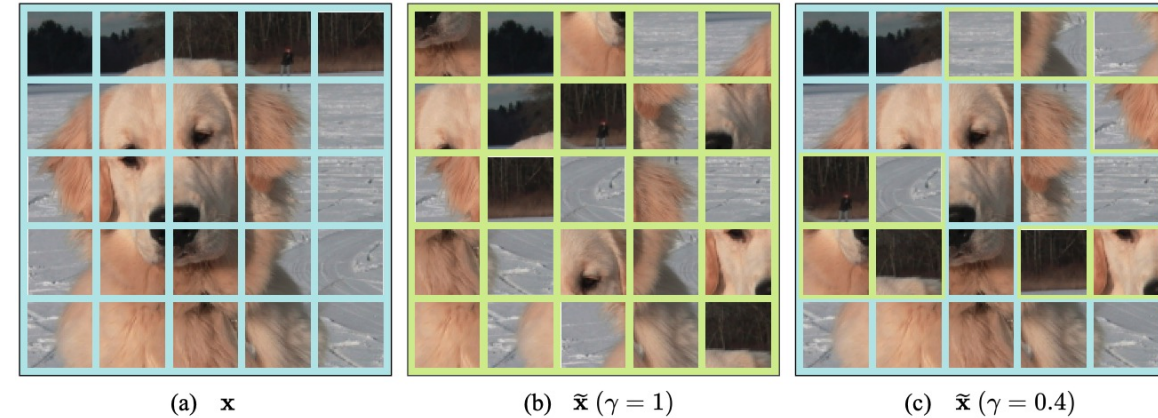 (a) x (b) x̃ (γ = 1) (c) x̃ (γ = 0.4)